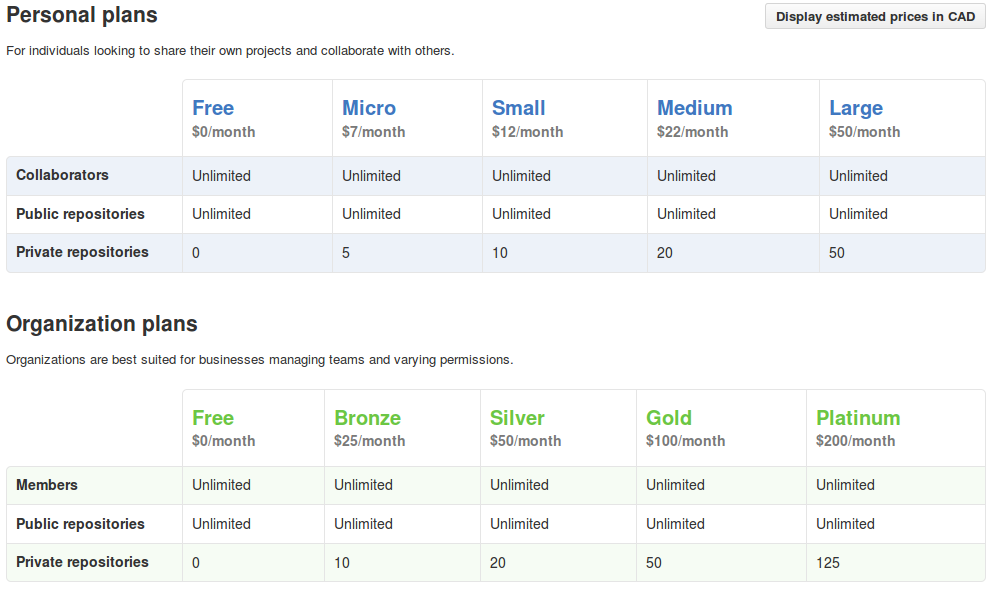 Personal plans
Display estimated prices in CAD
For individuals looking to share their own projects and collaborate with others.
Free Micro Small Medium Large
$0/month $7/month $12/month $22/month $50/month
Collaborators Unlimited Unlimited Unlimited Unlimited Unlimited
Public repositories Unlimited Unlimited Unlimited Unlimited Unlimited
Private repositories 0 5 10 20 50
Organization plans
Organizations are best suited for businesses managing teams and varying permissions.
Free Bronze Silver Gold Platinum
$0/month $25/month $50/month $100/month $200/month
Members Unlimited Unlimited Unlimited Unlimited Unlimited
Public repositories Unlimited Unlimited Unlimited Unlimited Unlimited
Private repositories 0 10 20 50 125